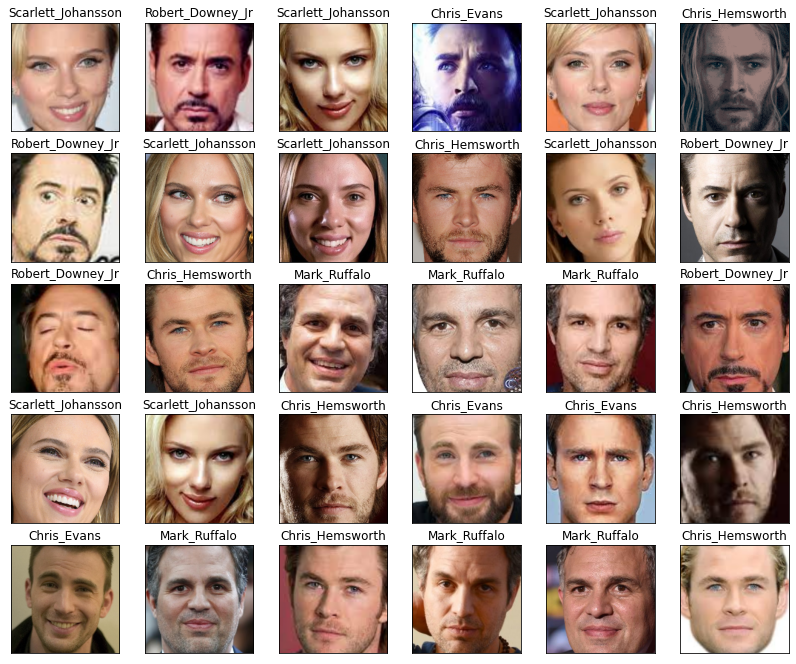 Scarlett_Johansson Robert_Downey_Jr Scarlett_Johansson Chris_Evans Scarlett_Johansson Chris_Hemsworth
Robert_Downey_Jr Scarlett_Johansson Scarlett_Johansson Chris_Hemsworth Scarlett_Johansson Robert_Downey_Jr
Robert_Downey_Jr Chris_Hemsworth Mark_Ruffalo Mark_Ruffalo Mark_Ruffalo Robert_Downey_Jr
Scarlett_Johansson Scarlett_Johansson Chris_Hemsworth Chris_Evans Chris_Evans Chris_Hemsworth
Chris_Evans Mark_Ruffalo Chris_Hemsworth Mark_Ruffalo Mark_Ruffalo Chris_Hemsworth